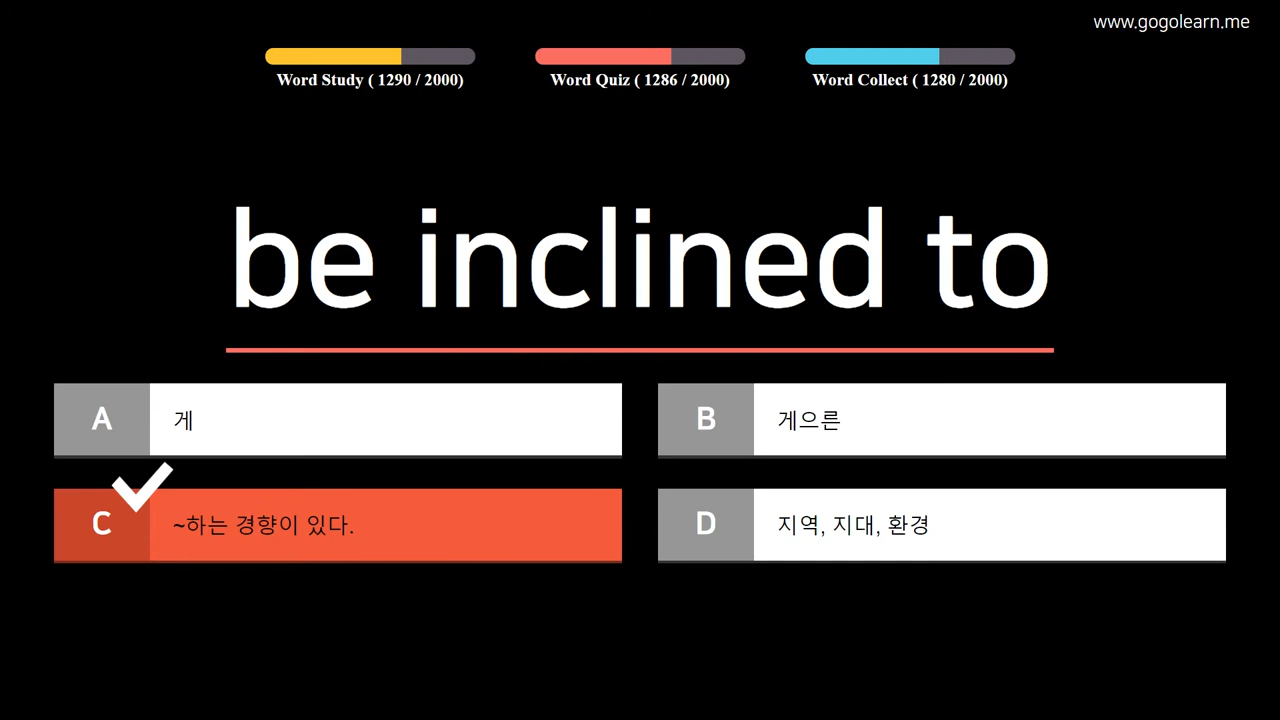 www.gogolearn.me
Word Study ( 1290 / 2000)
Word Quiz ( 1286 / 2000)
Word Collect ( 1280 / 2000)
be inclined to
A 게
B 게으른
C ~하는 경향이 있다.
D 지역, 지대, 환경